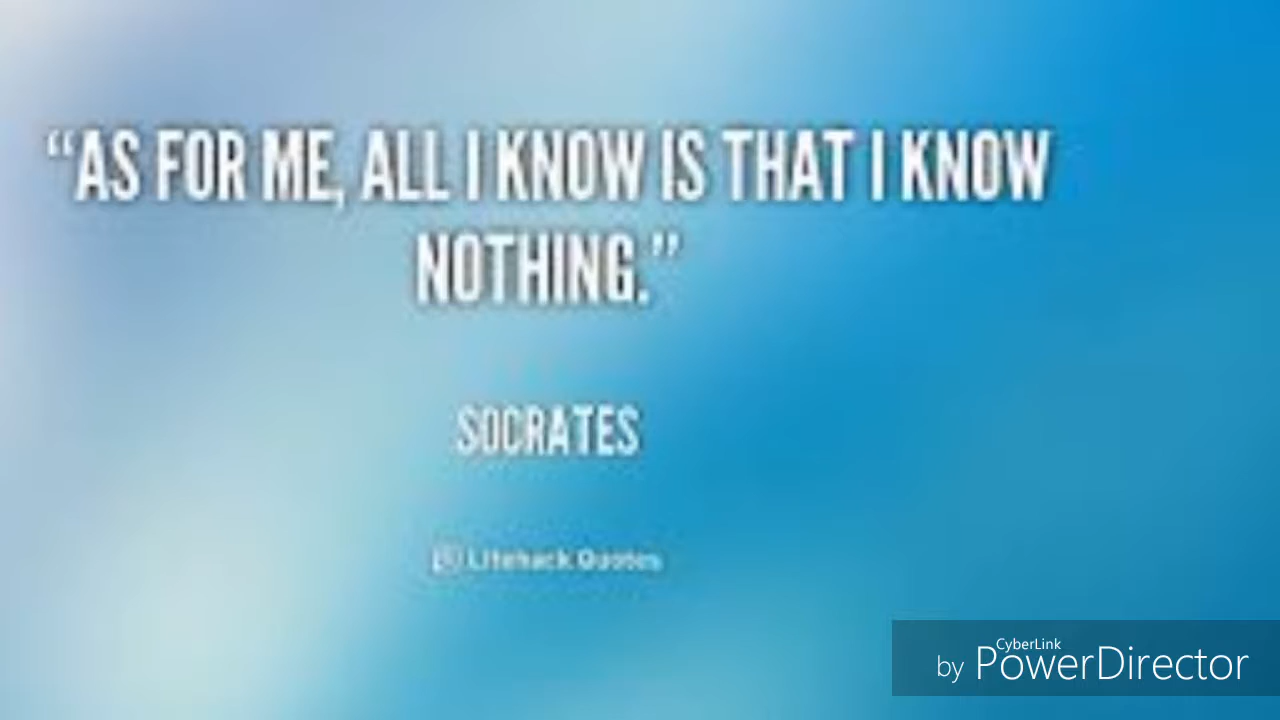 “AS FOR ME, ALL I KNOW IS THAT I KNOW
NOTHING.”
SOCRATES
Lifehack Quotes
CyberLink
by PowerDirector